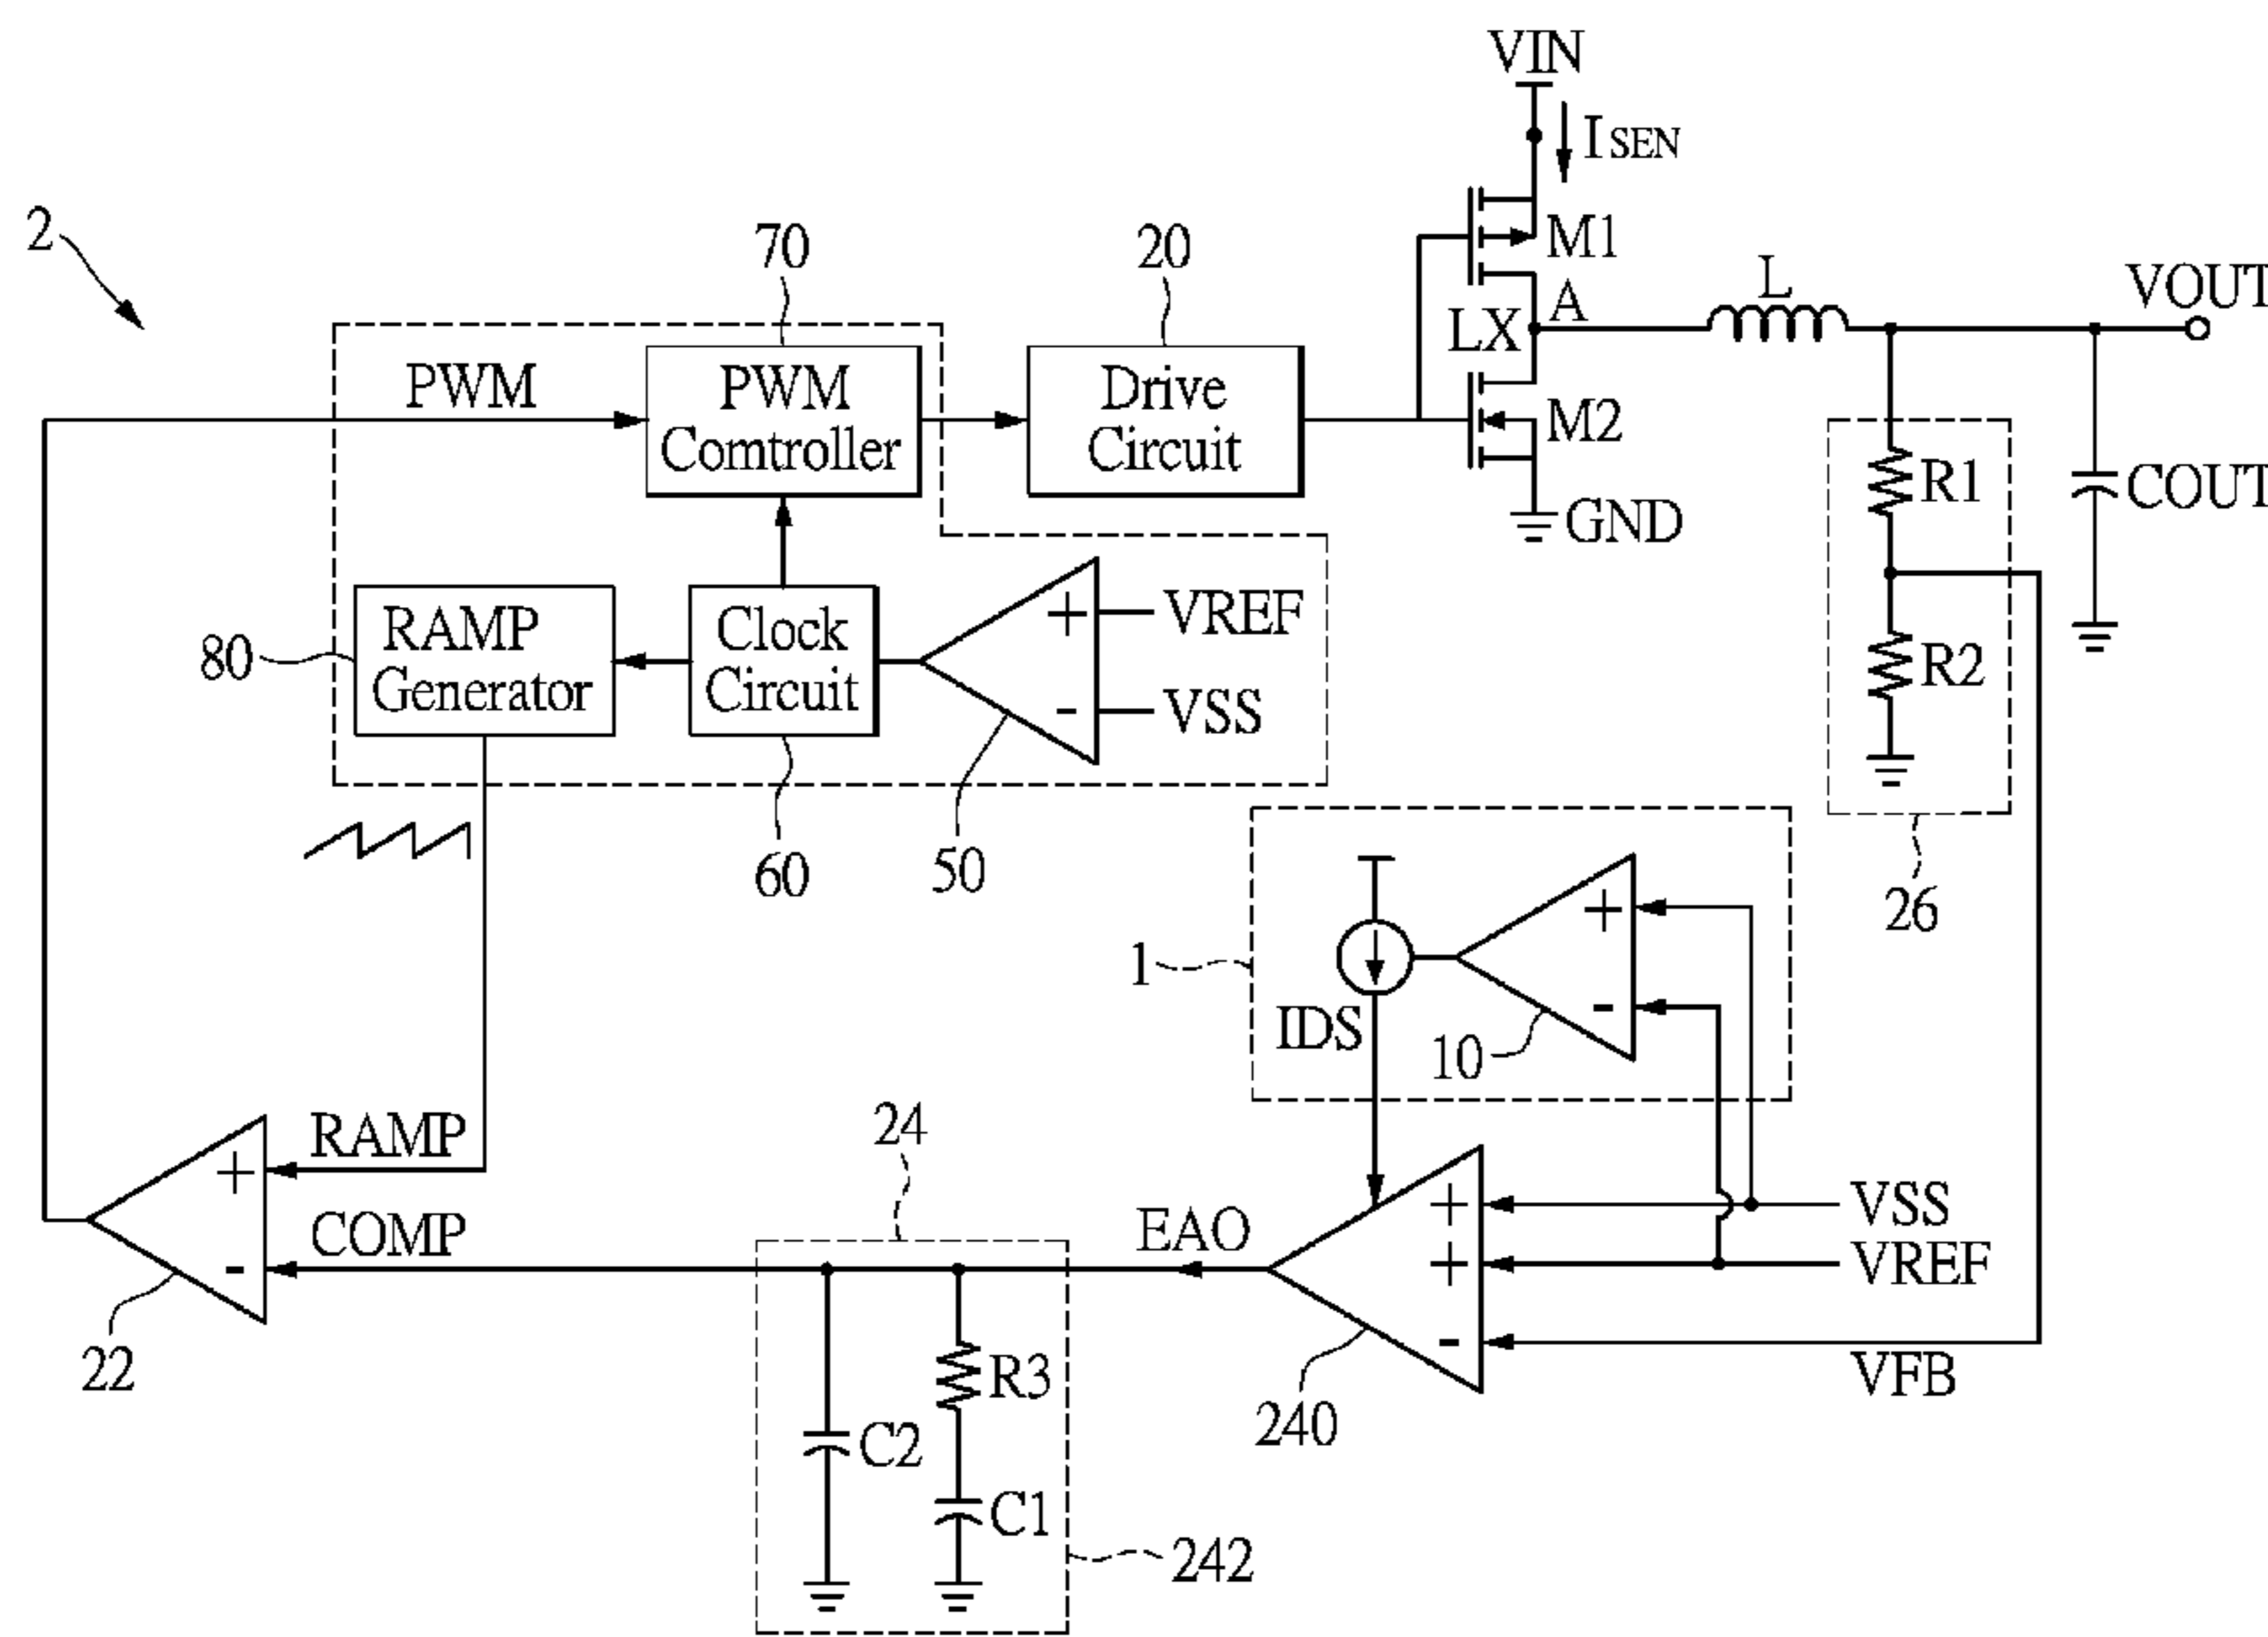 VIN
ISEN
2
70
20
M1
A
L
VOUT
LX
PWM
PWM
Comtroller
Drive
Circuit
M2
R1
COUT
GND
80
RAMP
Generator
Clock
Circuit
+
VREF
-
VSS
R2
60
50
26
1
+
-
IDS
10
24
RAMP
+
COMP
-
EAO
+
VSS
+
VREF
-
VFB
22
R3
240
C2
C1
242